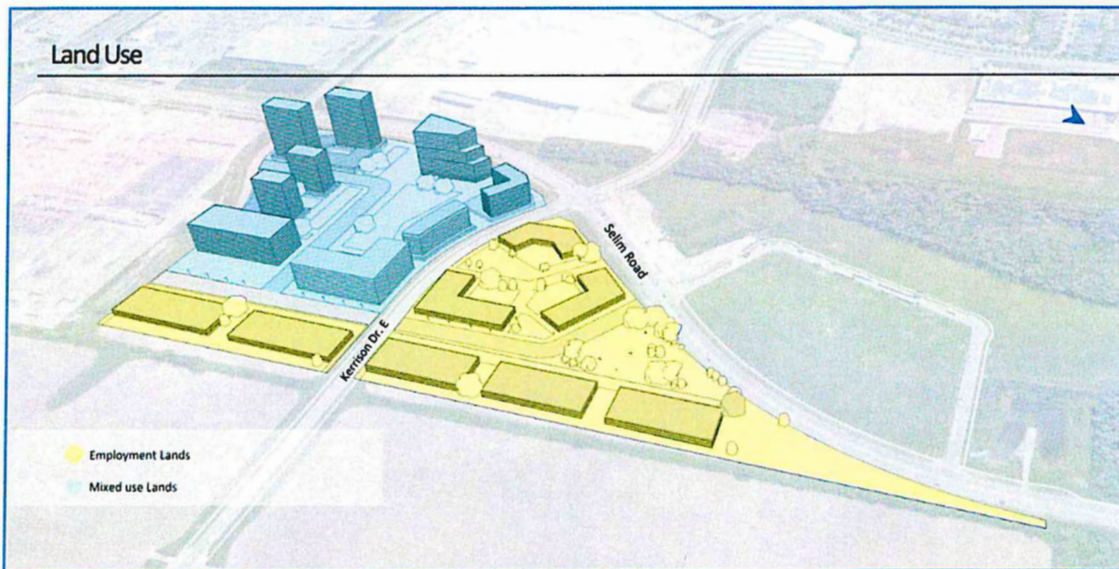 Land Use
Selim Road
Kerrison Dr. E
Employment Lands
Mixed use Lands